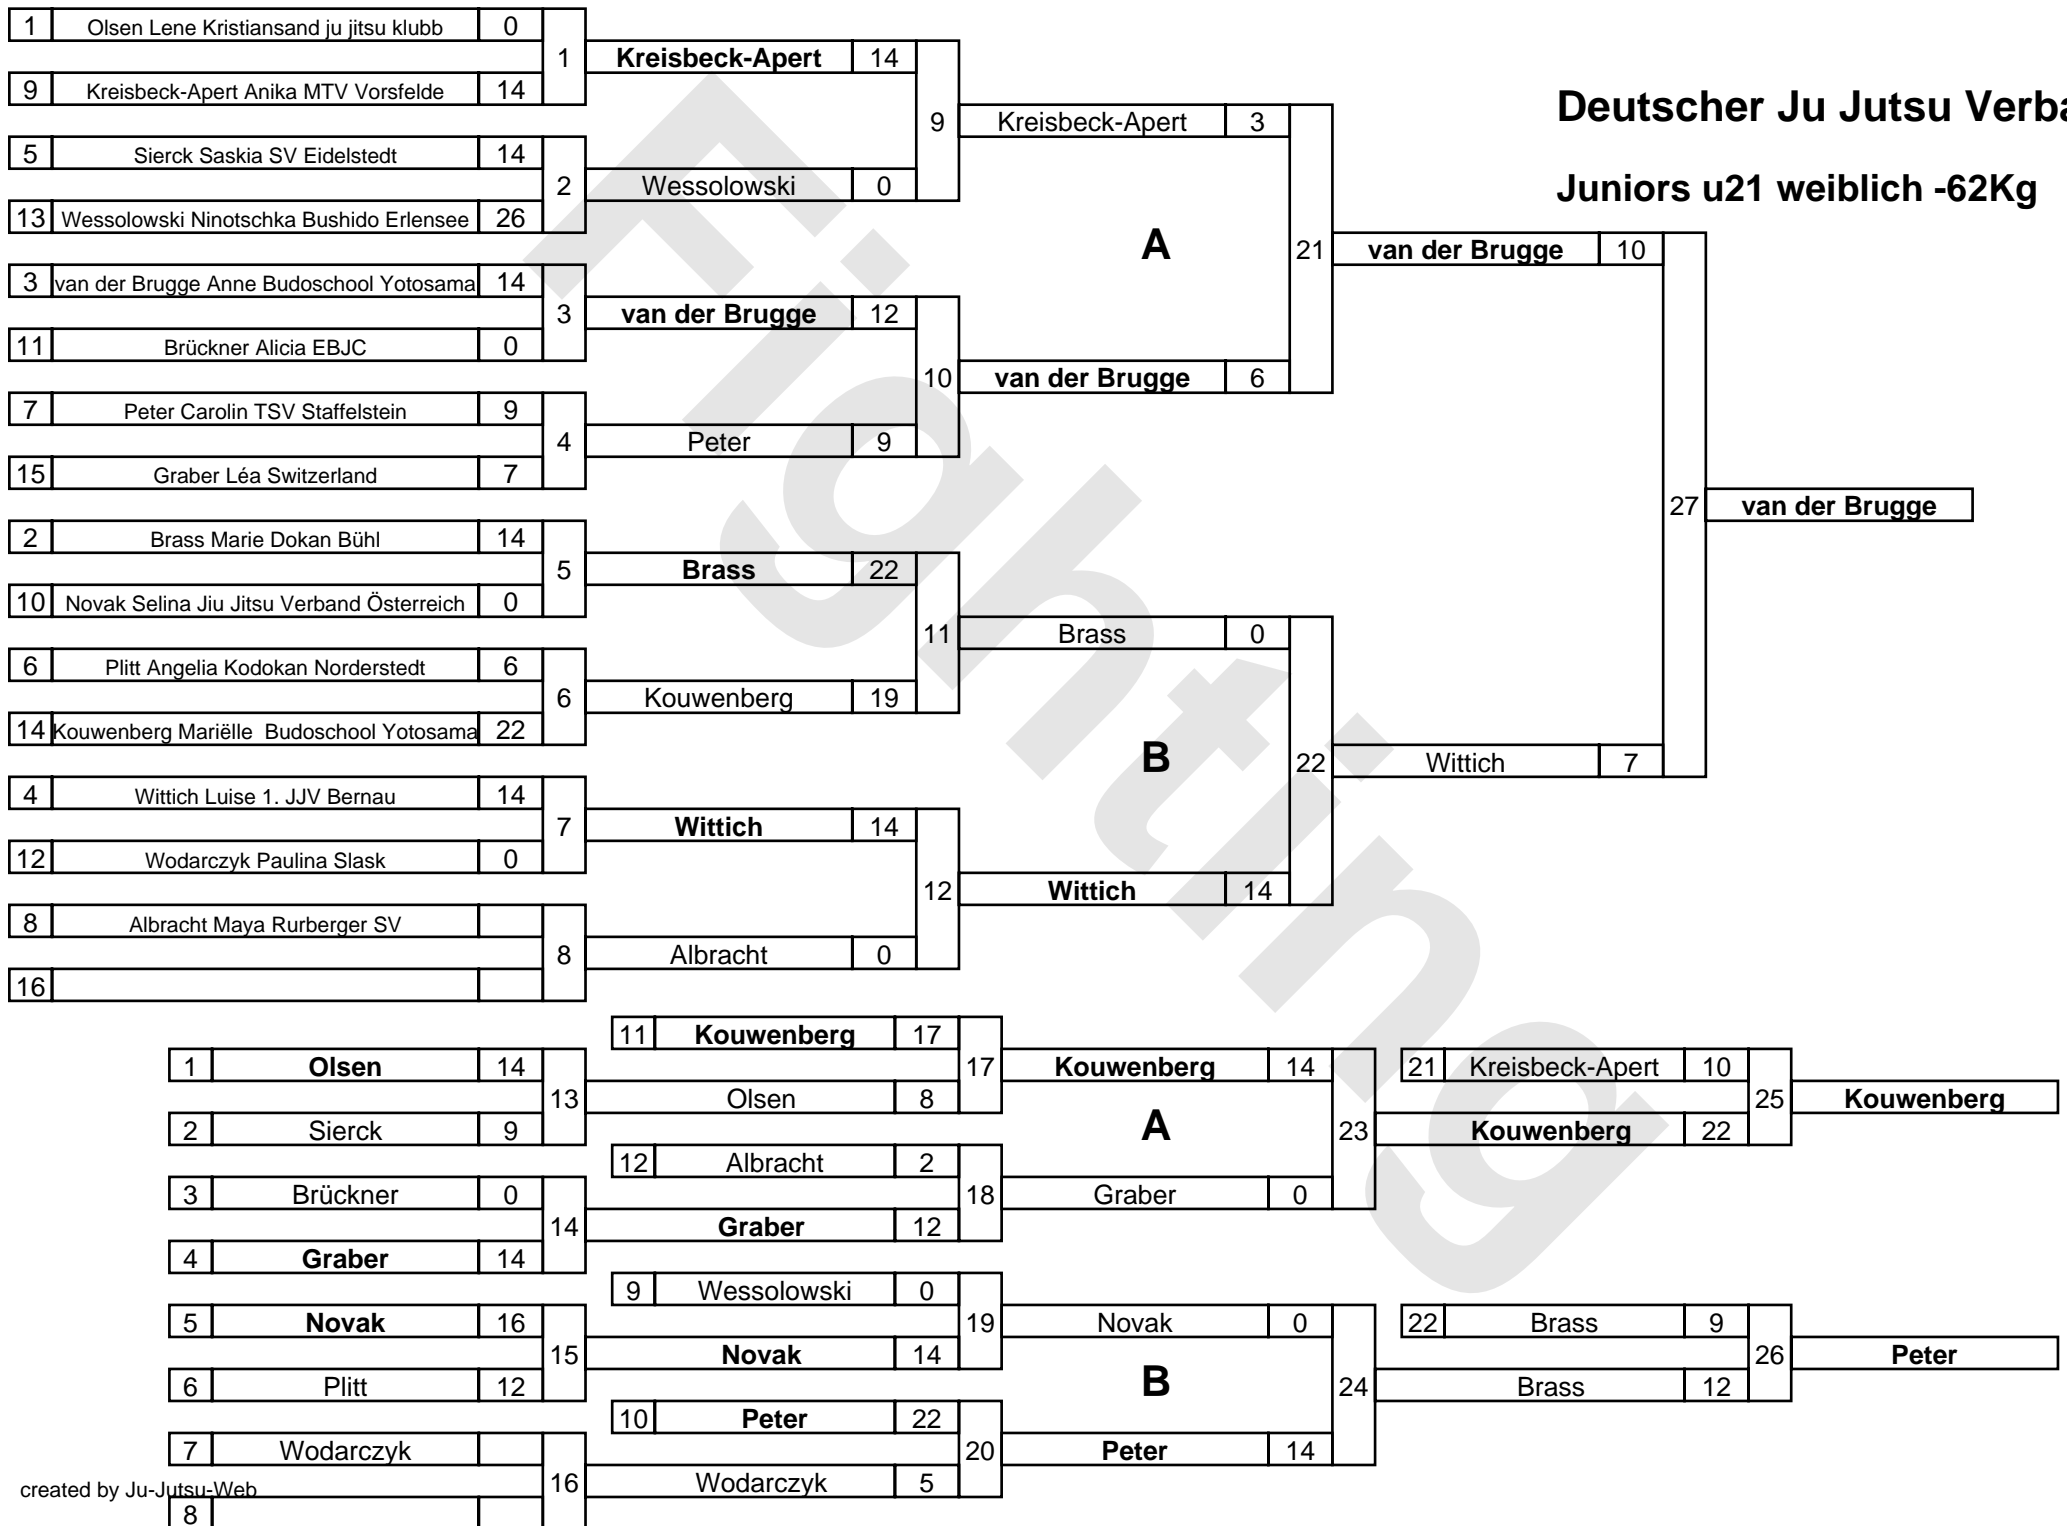 Deutscher Ju Jutsu Verba
Juniors u21 weiblich -62Kg
Fighting
1 Olsen Lene Kristiansand ju jitsu klubb 0
1
9 Kreisbeck-Apert Anika MTV Vorsfelde 14
5 Sierck Saskia SV Eidelstedt 14
2
13 Wessolowski Ninotschka Bushido Erlensee 26
3 van der Brugge Anne Budoschool Yotosama 14
3
11 Brückner Alicia EBJC 0
7 Peter Carolin TSV Staffelstein 9
4
15 Graber Léa Switzerland 7
2 Brass Marie Dokan Bühl 14
5
10 Novak Selina Jiu Jitsu Verband Österreich 0
6 Plitt Angelia Kodokan Norderstedt 6
6
14 Kouwenberg Mariëlle  Budoschool Yotosama 22
4 Wittich Luise 1. JJV Bernau 14
7
12 Wodarczyk Paulina Slask 0
8 Albracht Maya Rurberger SV
8
16
Kreisbeck-Apert 14
9
Wessolowski 0
van der Brugge 12
10
Peter 9
Brass 22
11
Kouwenberg 19
Wittich 14
12
Albracht 0
Kreisbeck-Apert 3
A
21
van der Brugge 6
Brass 0
B
22
Wittich 14
van der Brugge 10
27
Wittich 7
van der Brugge
1 Olsen 14
13
2 Sierck 9
3 Brückner 0
14
4 Graber 14
5 Novak 16
15
6 Plitt 12
7 Wodarczyk
16
8
11 Kouwenberg 17
17
Olsen 8
12 Albracht 2
18
Graber 12
9 Wessolowski 0
19
Novak 14
10 Peter 22
20
Wodarczyk 5
Kouwenberg 14
A
23
Graber 0
Novak 0
B
24
Peter 14
21 Kreisbeck-Apert 10
25
Kouwenberg 22
Kouwenberg
22 Brass 9
26
Brass 12
Peter
created by Ju-Jutsu-Web